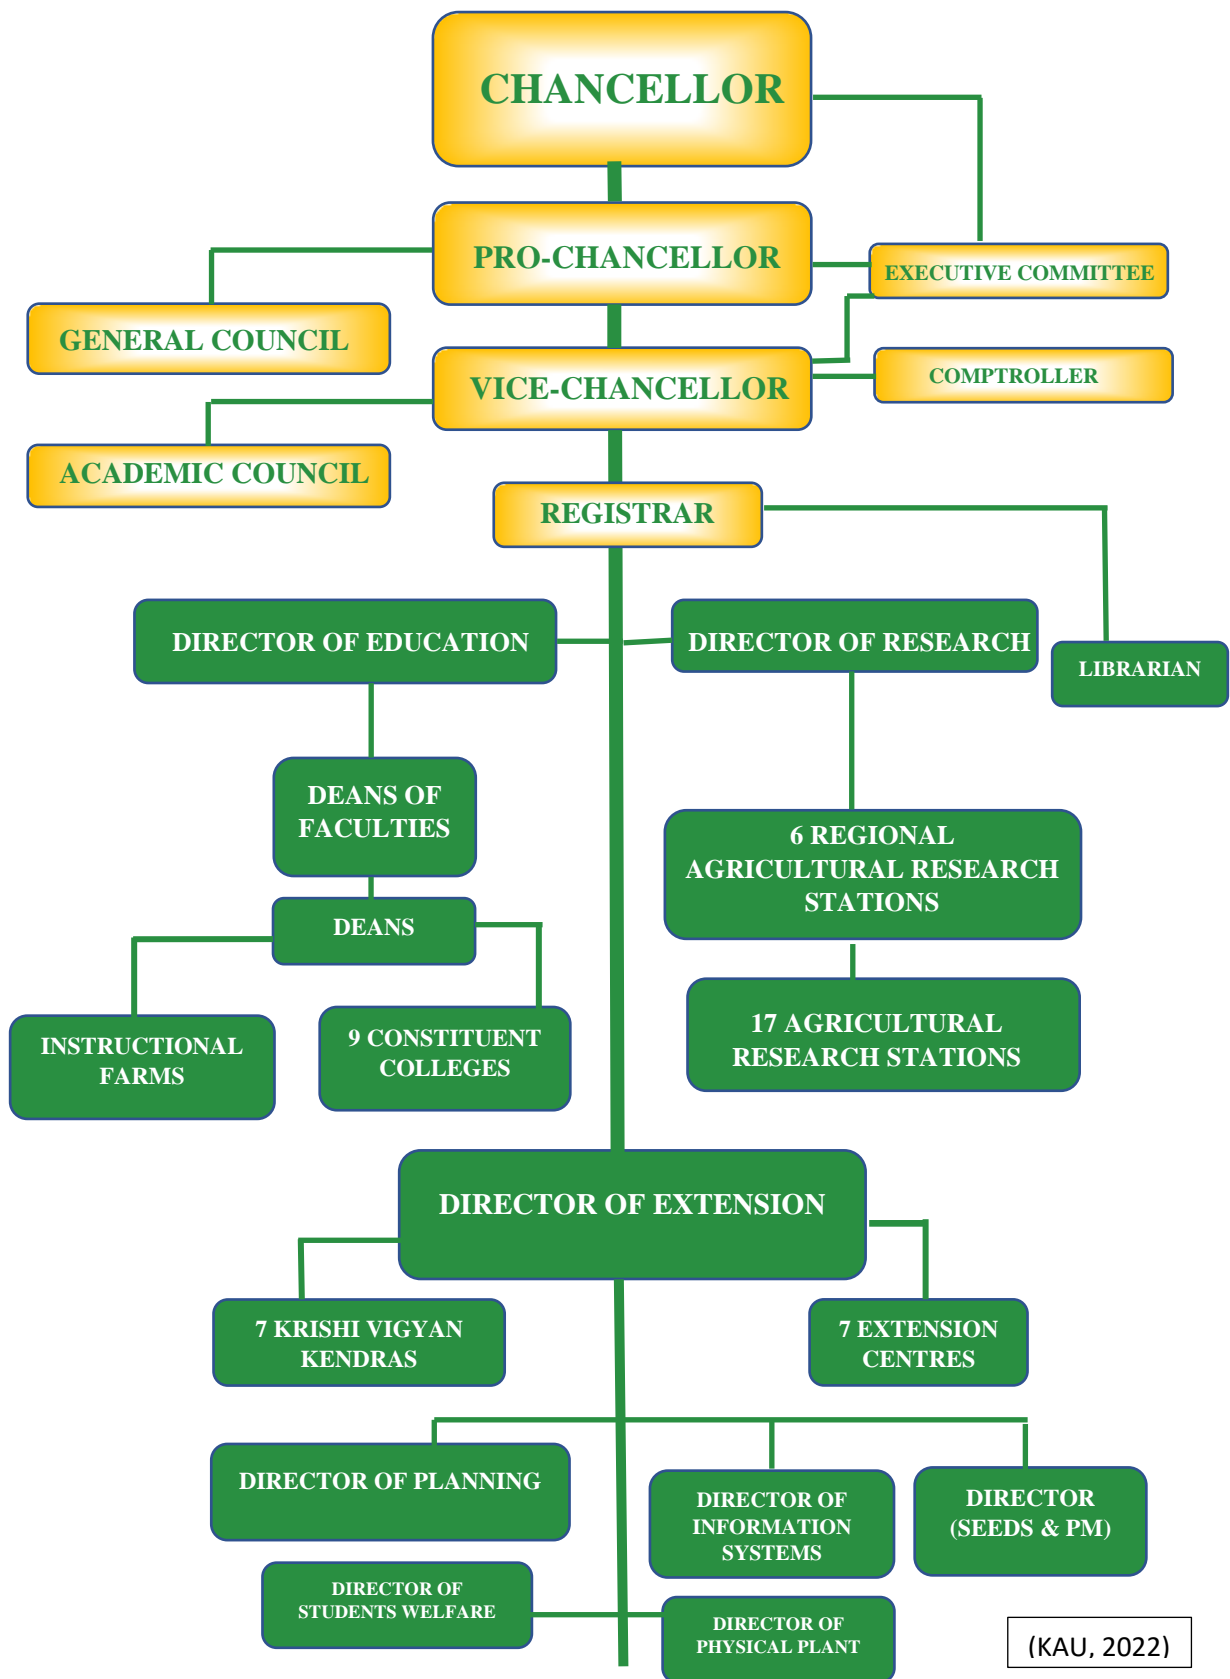 CHANCELLOR
PRO-CHANCELLOR
EXECUTIVE COMMITTEE
GENERAL COUNCIL
VICE-CHANCELLOR
COMPTROLLER
ACADEMIC COUNCIL
REGISTRAR
DIRECTOR OF EDUCATION
DIRECTOR OF RESEARCH
LIBRARIAN
DEANS OF
FACULTIES
6 REGIONAL
AGRICULTURAL RESEARCH
STATIONS
DEANS
INSTRUCTIONAL
FARMS
9 CONSTITUENT
COLLEGES
17 AGRICULTURAL
RESEARCH STATIONS
DIRECTOR OF EXTENSION
7 KRISHI VIGYAN
KENDRAS
7 EXTENSION
CENTRES
DIRECTOR OF PLANNING
DIRECTOR OF
INFORMATION
SYSTEMS
DIRECTOR
(SEEDS & PM)
DIRECTOR OF
STUDENTS WELFARE
DIRECTOR OF
PHYSICAL PLANT
(KAU, 2022)